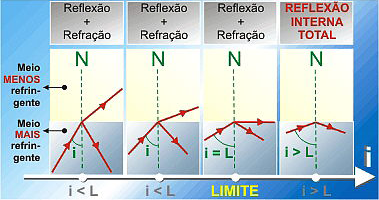 Reflexão
+
Refração
Reflexão
+
Refração
Reflexão
+
Refração
REFLEXÃO
INTERNA
TOTAL
N
N
N
N
Meio
MENOS
refrin-
gente
Meio
MAIS
refrin-
gente
i
i
i = L
i > L
i
i < L
i < L
LIMITE
i > L